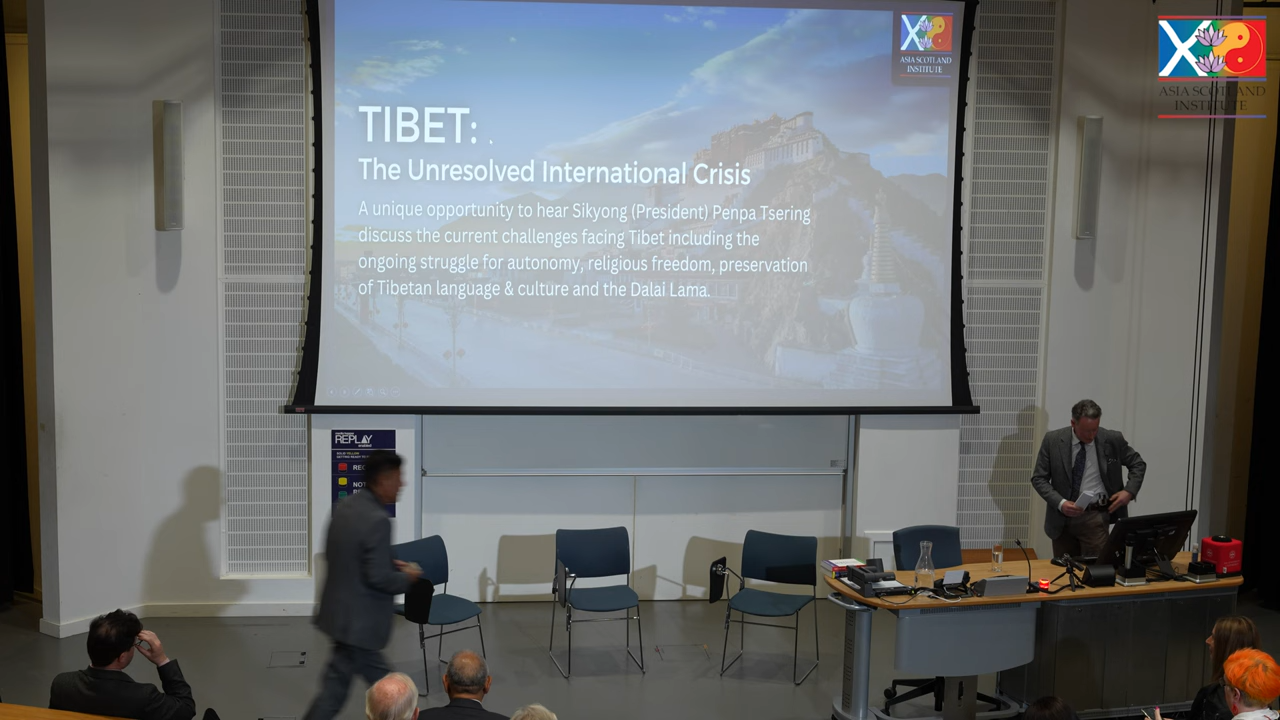 TIBET:
The Unresolved International Crisis
A unique opportunity to hear Sikyong (President) Penpa Tsering
discuss the current challenges facing Tibet including the
ongoing struggle for autonomy, religious freedom, preservation
of Tibetan language & culture and the Dalai Lama.
ASIA SCOTLAND
INSTITUTE
ASIA SCOTLAND
INSTITUTE
REPLAY
REC
NOT